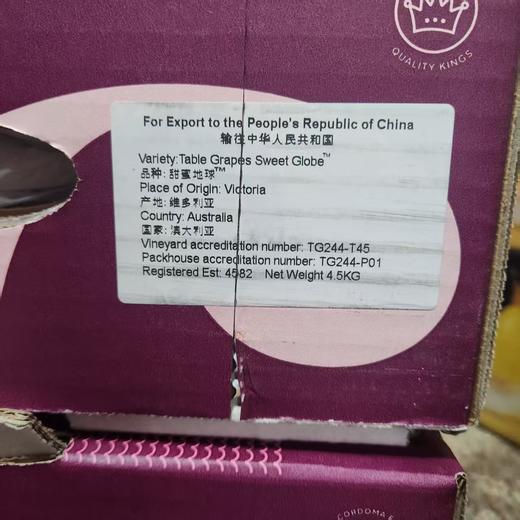 QUALITY KINGS
For Export to the People's Republic of China
输往中华人民共和国
Variety:Table Grapes Sweet Globe™
品种: 甜蜜地球™
Place of Origin: Victoria
产地: 维多利亚
Country: Australia
国家: 澳大利亚
Vineyard accreditation number: TG244-T45
Packhouse accreditation number: TG244-P01
Registered Est: 4582 Net Weight 4.5KG
CORDOMA